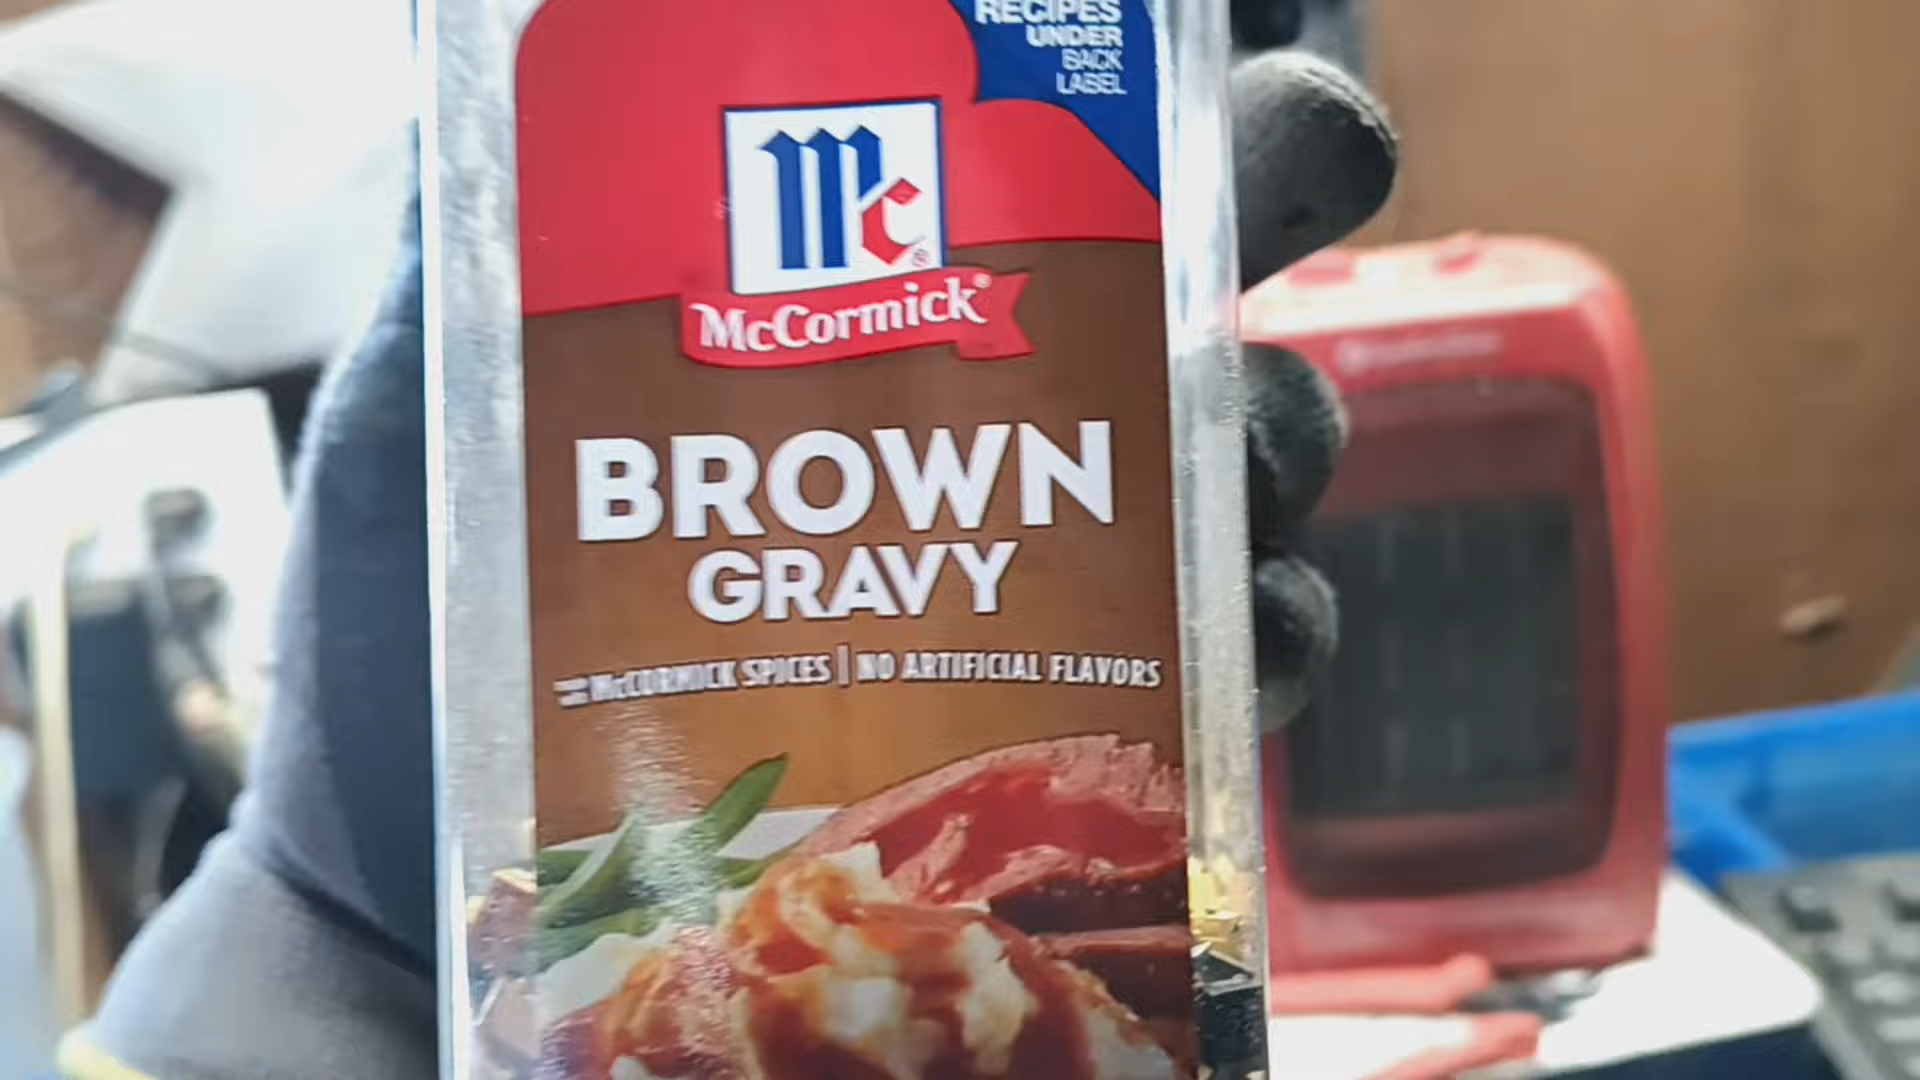 RECIPES
UNDER
BACK
LABEL
Mc®
McCormick®
BROWN
GRAVY
McCORMICK SPICES | NO ARTIFICIAL FLAVORS